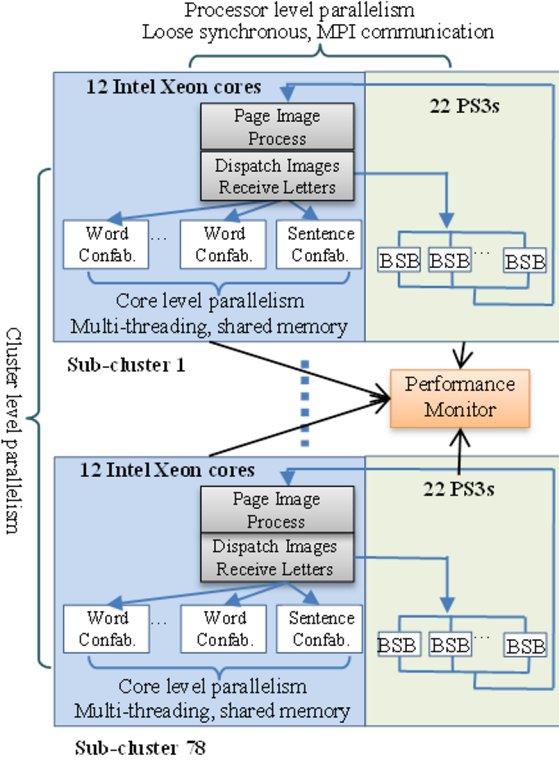 Processor level parallelism
Loose synchronous, MPI communication
12 Intel Xeon cores
22 PS3s
Page Image
Process
Dispatch Images
Receive Letters
Word
Confab.
...
Word
Confab.
Sentence
Confab.
BSB
BSB
...
BSB
Core level parallelism
Multi-threading, shared memory
Sub-cluster 1
Cluster level parallelism
Performance
Monitor
12 Intel Xeon cores
22 PS3s
Page Image
Process
Dispatch Images
Receive Letters
Word
Confab.
...
Word
Confab.
Sentence
Confab.
BSB
BSB
...
BSB
Core level parallelism
Multi-threading, shared memory
Sub-cluster 78